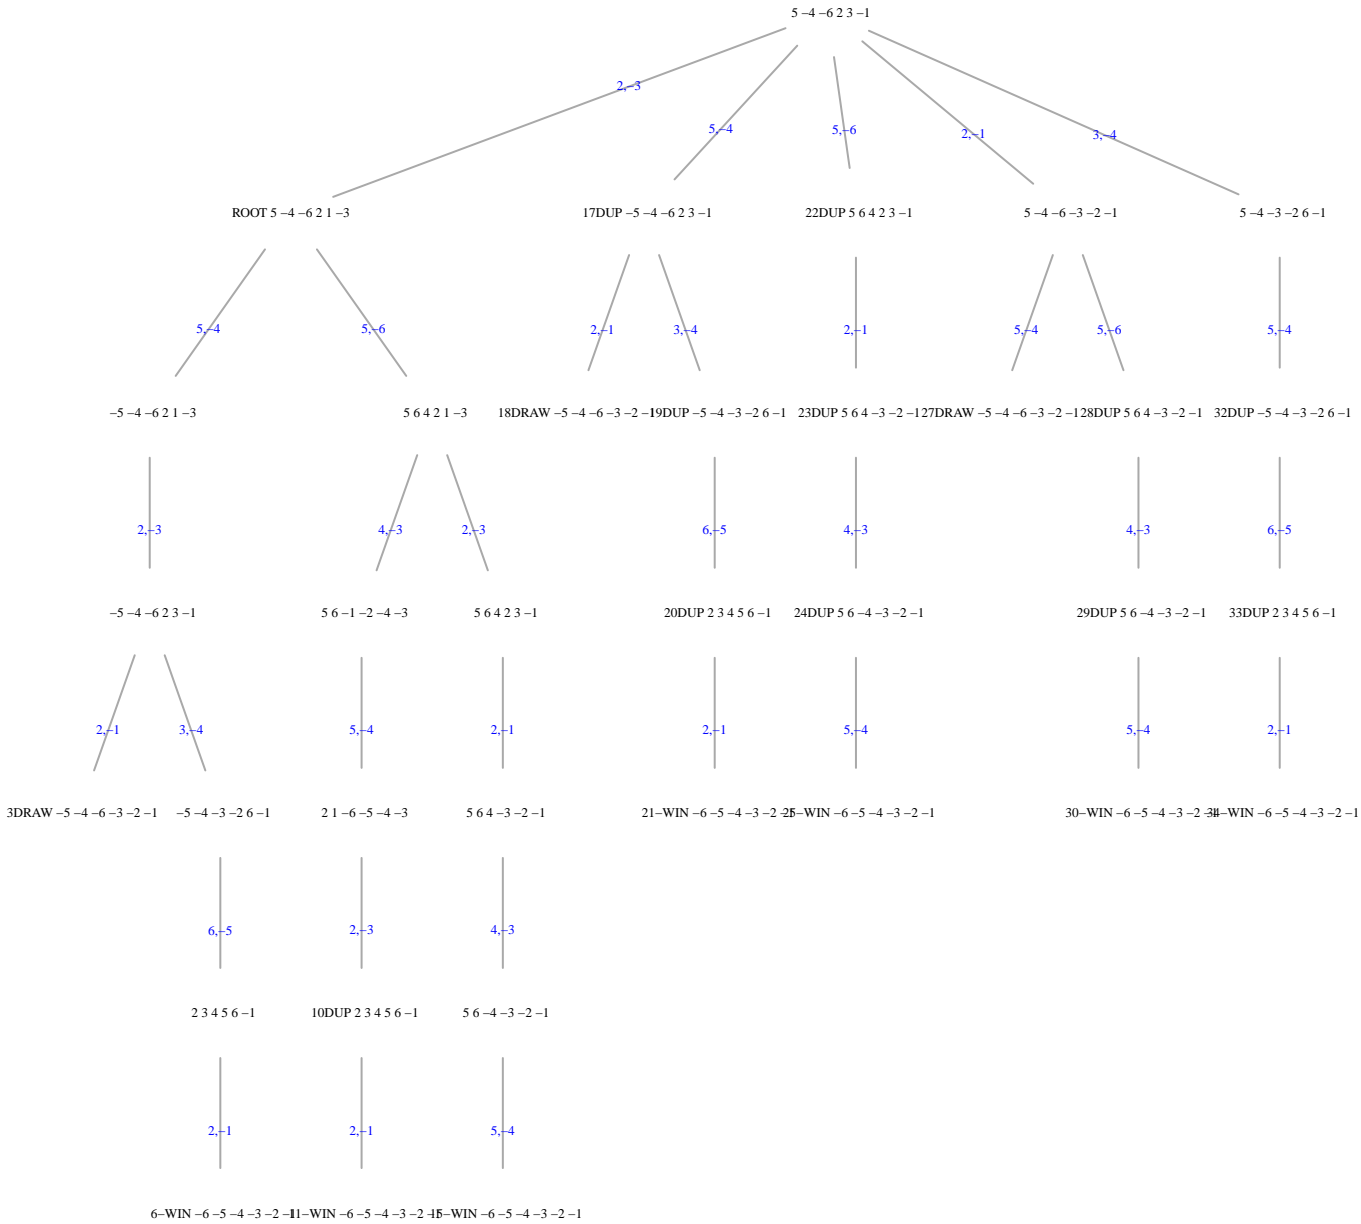 5 −4 −6 2 3 −1
2,−3
5,−4
5,−6
2,−1
3,−4
ROOT 5 −4 −6 2 1 −3
17DUP −5 −4 −6 2 3 −1
22DUP 5 6 4 2 3 −1
5 −4 −6 −3 −2 −1
5 −4 −3 −2 6 −1
5,−4
5,−6
2,−1
3,−4
2,−1
5,−4
5,−6
5,−4
−5 −4 −6 2 1 −3
5 6 4 2 1 −3
18DRAW −5 −4 −6 −3 −2 −1
19DUP −5 −4 −3 −2 6 −1
23DUP 5 6 4 −3 −2 −1
27DRAW −5 −4 −6 −3 −2 −1
28DUP 5 6 4 −3 −2 −1
32DUP −5 −4 −3 −2 6 −1
2,−3
4,−3
2,−3
6,−5
4,−3
4,−3
6,−5
−5 −4 −6 2 3 −1
5 6 −1 −2 −4 −3
5 6 4 2 3 −1
20DUP 2 3 4 5 6 −1
24DUP 5 6 −4 −3 −2 −1
29DUP 5 6 −4 −3 −2 −1
33DUP 2 3 4 5 6 −1
2,−1
3,−4
5,−4
2,−1
2,−1
5,−4
5,−4
2,−1
3DRAW −5 −4 −6 −3 −2 −1
−5 −4 −3 −2 6 −1
2 1 −6 −5 −4 −3
5 6 4 −3 −2 −1
21−WIN −6 −5 −4 −3 −2 −1
25−WIN −6 −5 −4 −3 −2 −1
30−WIN −6 −5 −4 −3 −2 −1
34−WIN −6 −5 −4 −3 −2 −1
6,−5
2,−3
4,−3
2 3 4 5 6 −1
10DUP 2 3 4 5 6 −1
5 6 −4 −3 −2 −1
2,−1
2,−1
5,−4
6−WIN −6 −5 −4 −3 −2 −1
11−WIN −6 −5 −4 −3 −2 −1
15−WIN −6 −5 −4 −3 −2 −1